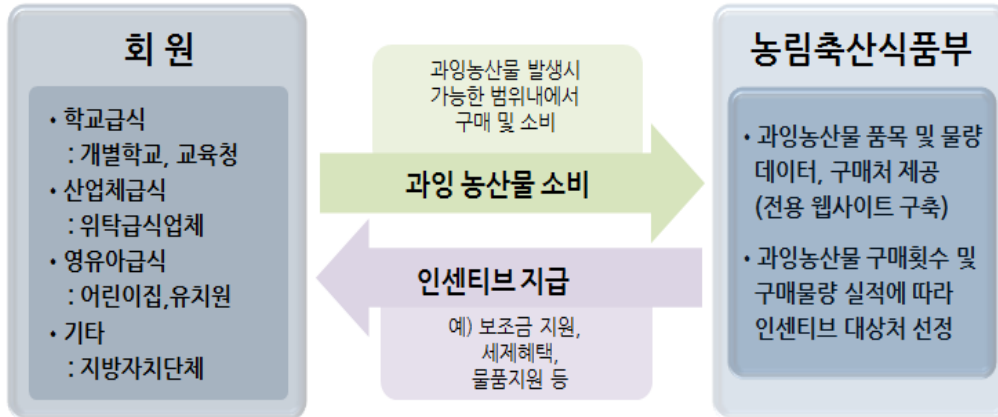 회 원
• 학교급식
: 개별학교, 교육청
• 산업체급식
: 위탁급식업체
• 영유아급식
: 어린이집,유치원
• 기타
: 지방자치단체
과잉농산물 발생시
가능한 범위내에서
구매 및 소비
과잉 농산물 소비
인센티브 지급
예) 보조금 지원,
세제혜택,
물품지원 등
농림축산식품부
• 과잉농산물 품목 및 물량
데이터, 구매처 제공
(전용 웹사이트 구축)
• 과잉농산물 구매횟수 및
구매물량 실적에 따라
인센티브 대상처 선정